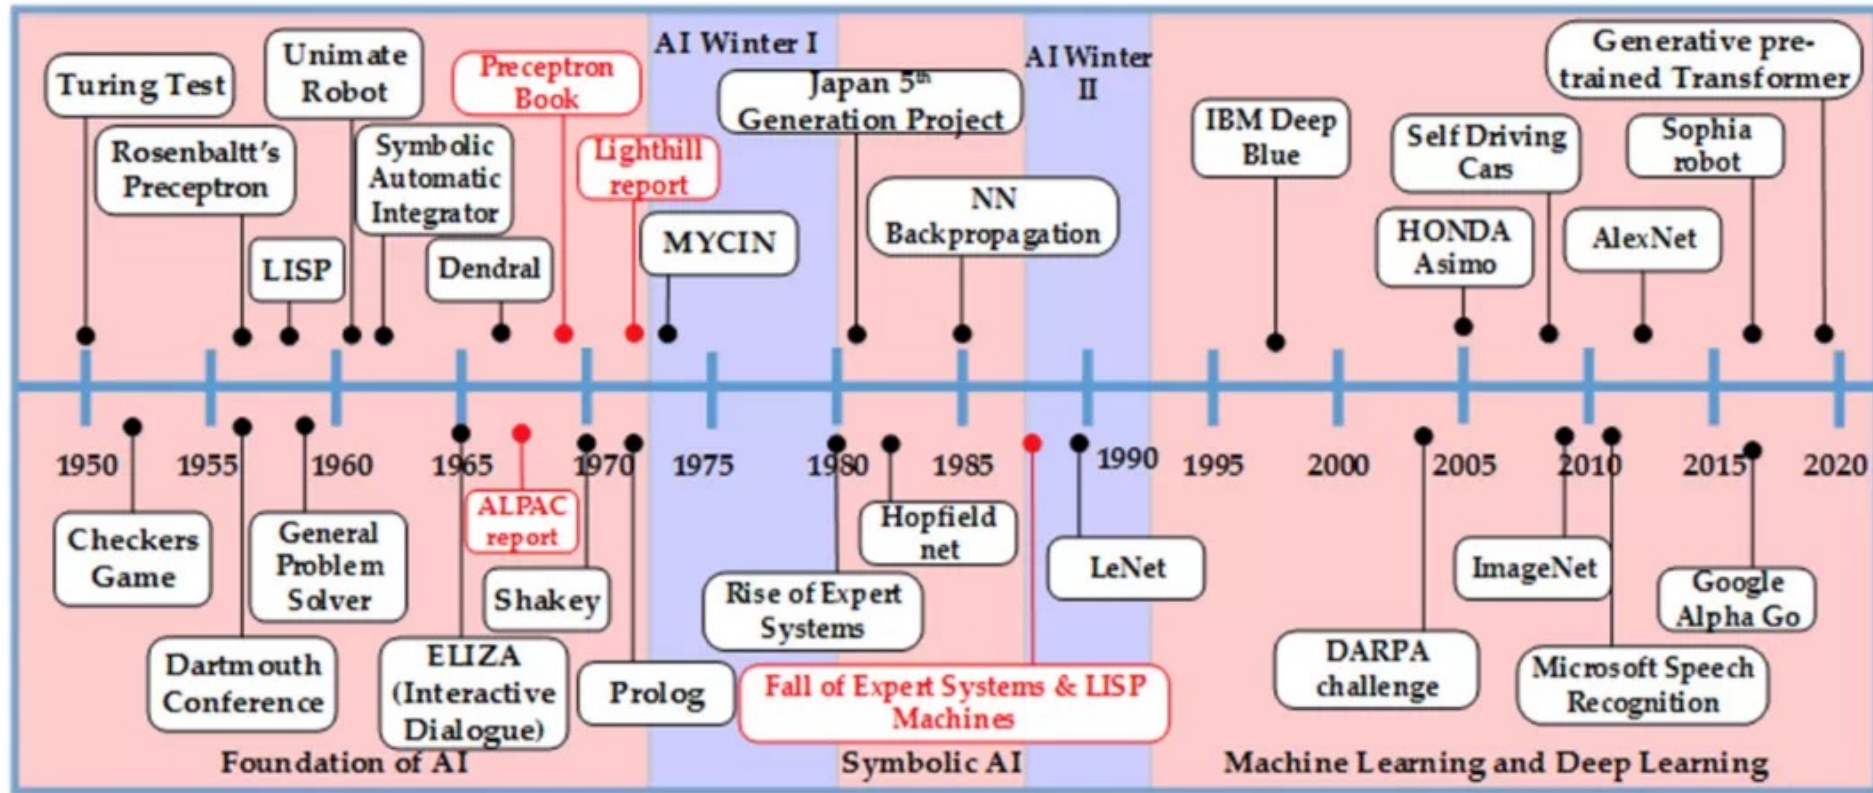 AI Winter I
AI Winter
II
Turing Test
Unimate
Robot
Preceptron
Book
Japan 5th
Generation Project
Generative pre-
trained Transformer
Rosenbaltt's
Preceptron
Symbolic
Automatic
Integrator
Lighthill
report
IBM Deep
Blue
Self Driving
Cars
Sophia
robot
LISP
Dendral
MYCIN
NN
Backpropagation
HONDA
Asimo
AlexNet
1950
1955
1960
1965
1970
1975
1980
1985
1990
1995
2000
2005
2010
2015
2020
Checkers
Game
General
Problem
Solver
ALPAC
report
Shakey
Hopfield
net
LeNet
ImageNet
Google
Alpha Go
Rise of Expert
Systems
Dartmouth
Conference
ELIZA
(Interactive
Dialogue)
Prolog
Fall of Expert Systems & LISP
Machines
DARPA
challenge
Microsoft Speech
Recognition
Foundation of AI
Symbolic AI
Machine Learning and Deep Learning